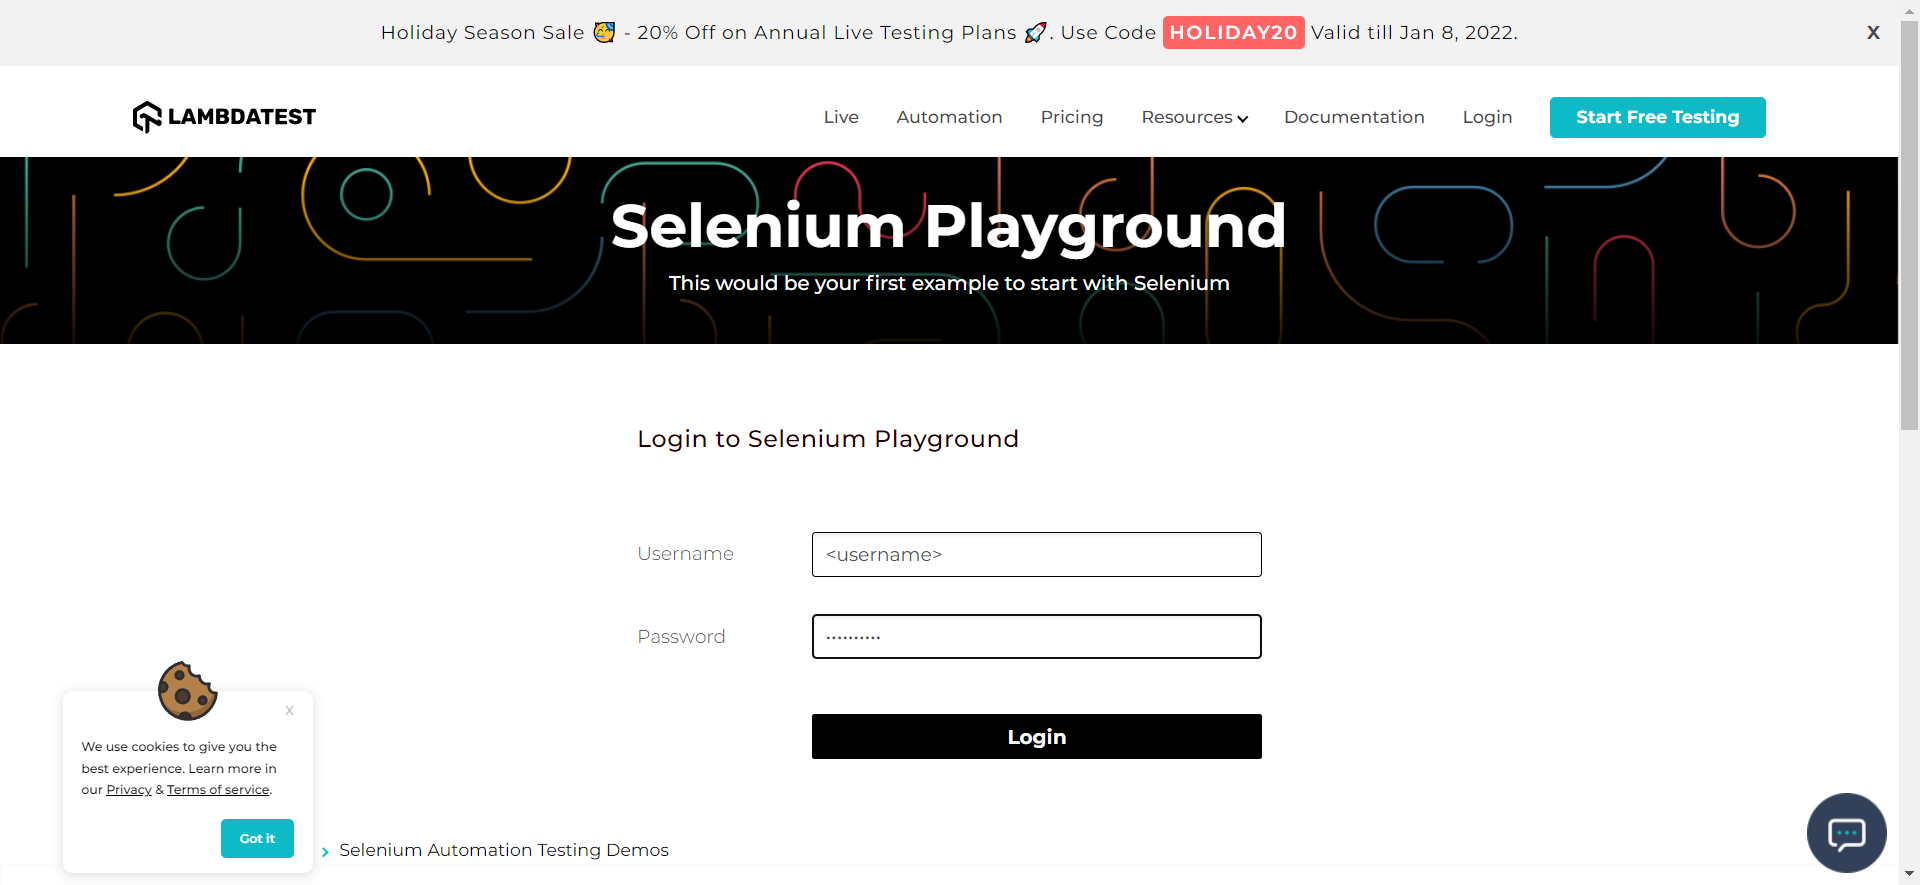 Holiday Season Sale 🥳 - 20% Off on Annual Live Testing Plans 🚀. Use Code HOLIDAY20 Valid till Jan 8, 2022.
X
LAMBDATEST
Live Automation Pricing Resources Documentation Login Start Free Testing
Selenium Playground
This would be your first example to start with Selenium
Login to Selenium Playground
Username
<username>
Password
••••••••••
Login
X
We use cookies to give you the
best experience. Learn more in
our Privacy & Terms of service.
Got it
Selenium Automation Testing Demos